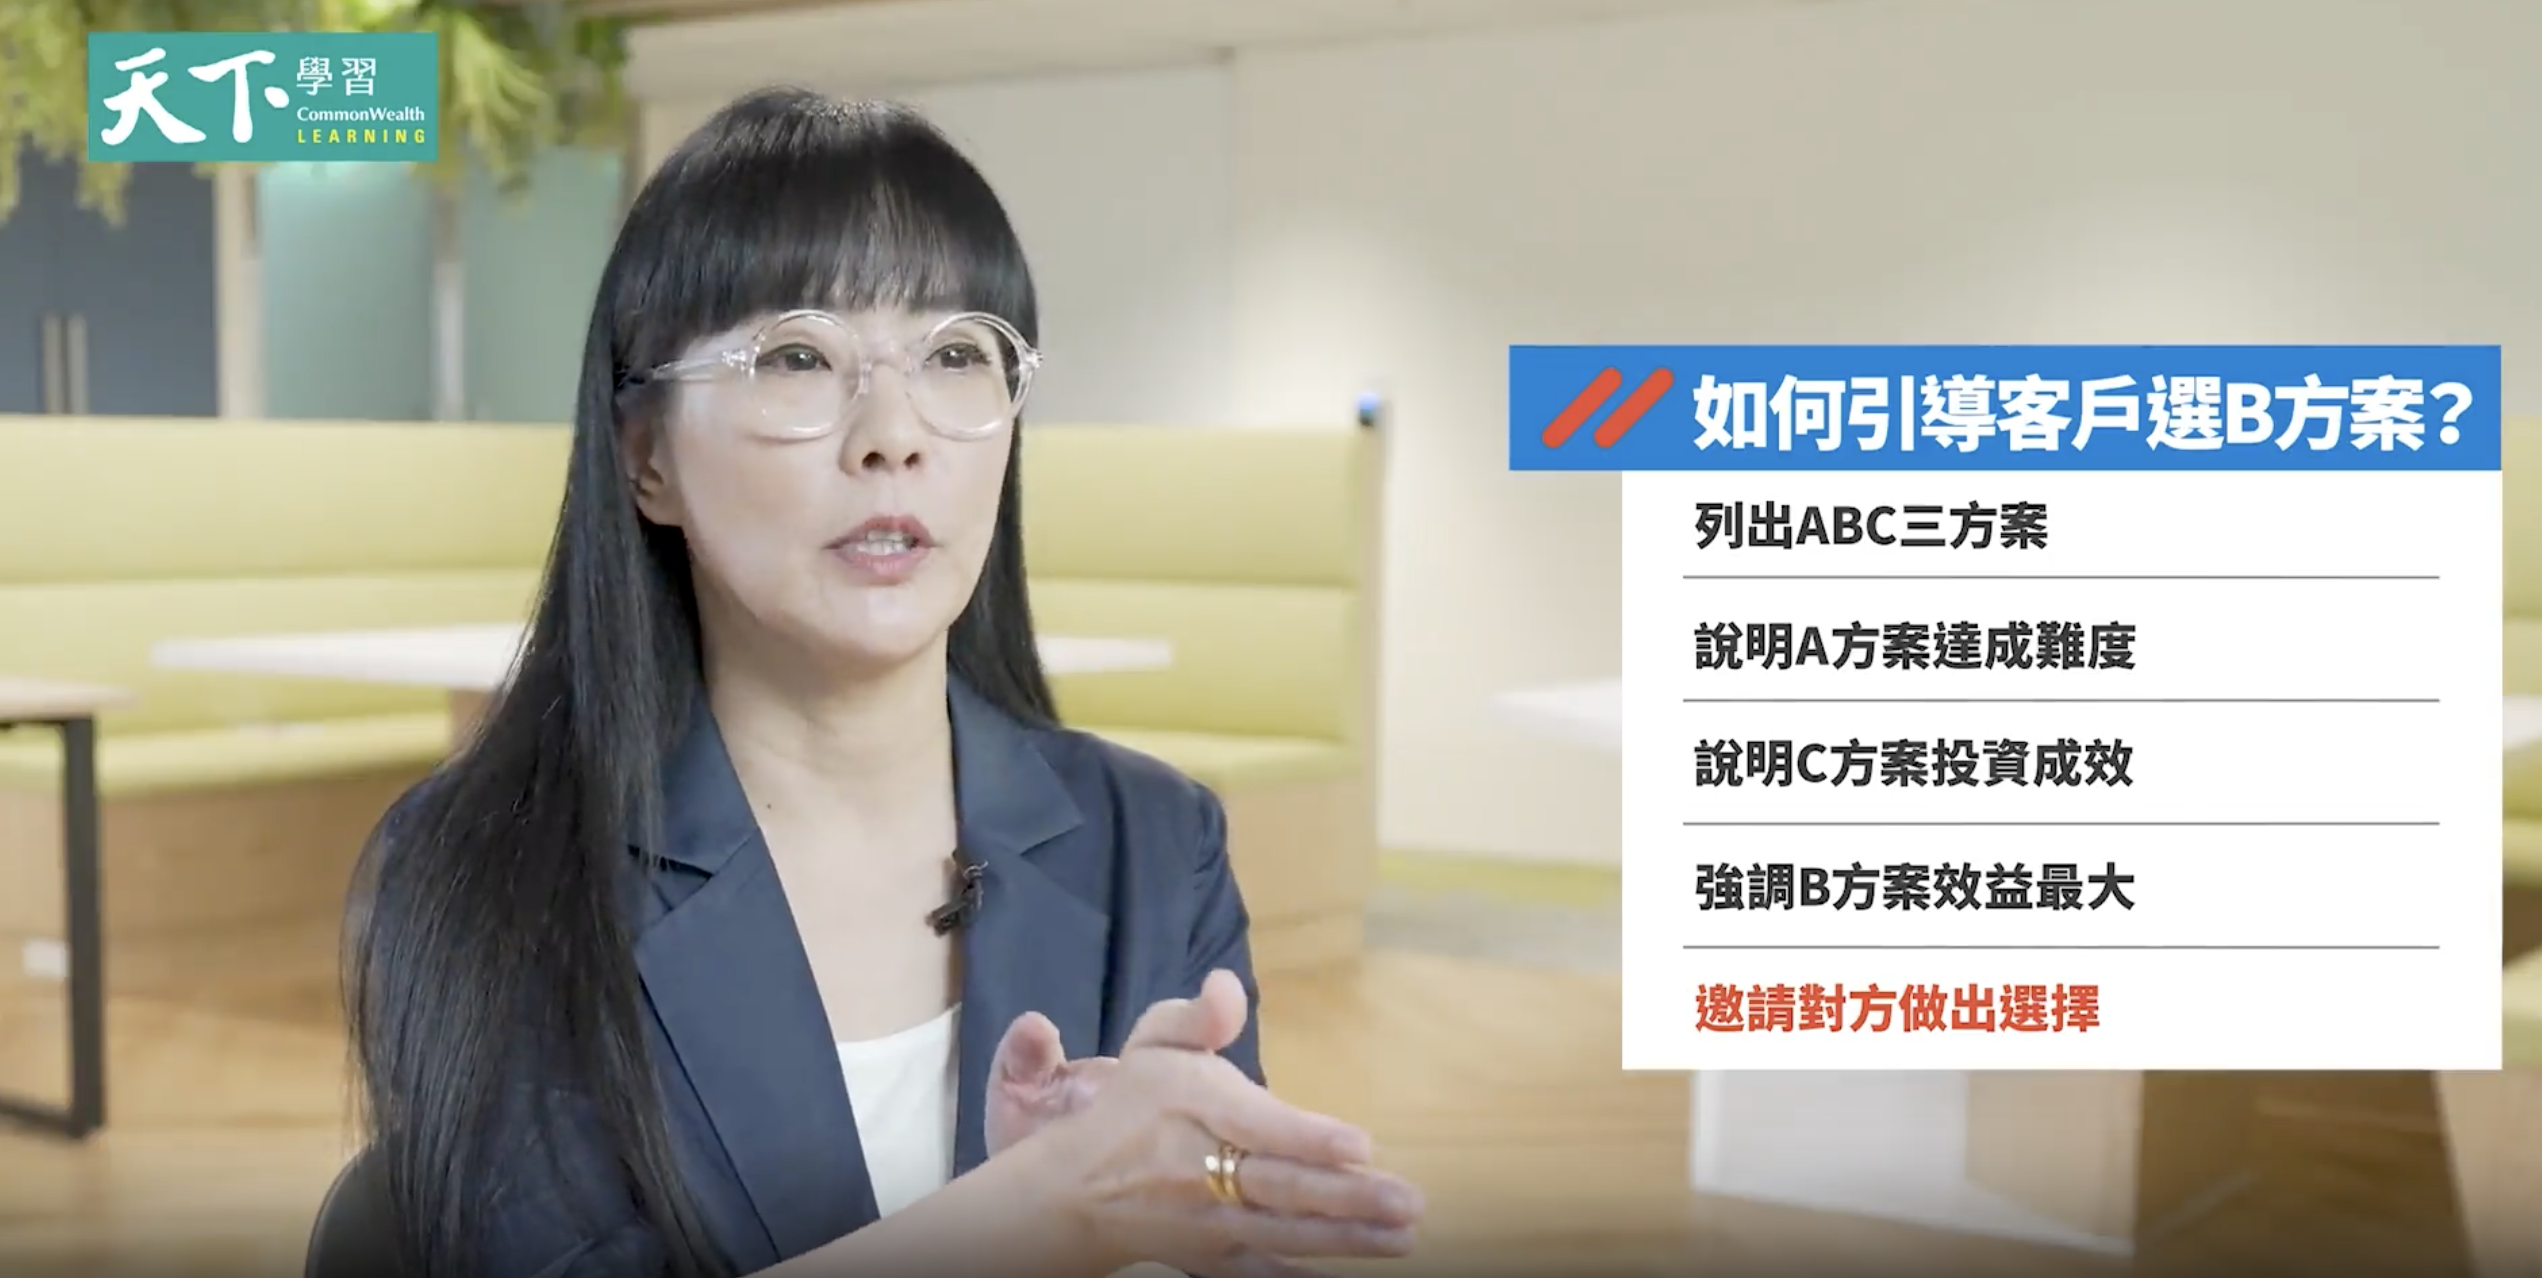 天下學習
CommonWealth
LEARNING
如何引導客戶選B方案？
列出ABC三方案
說明A方案達成難度
說明C方案投資成效
強調B方案效益最大
邀請對方做出選擇